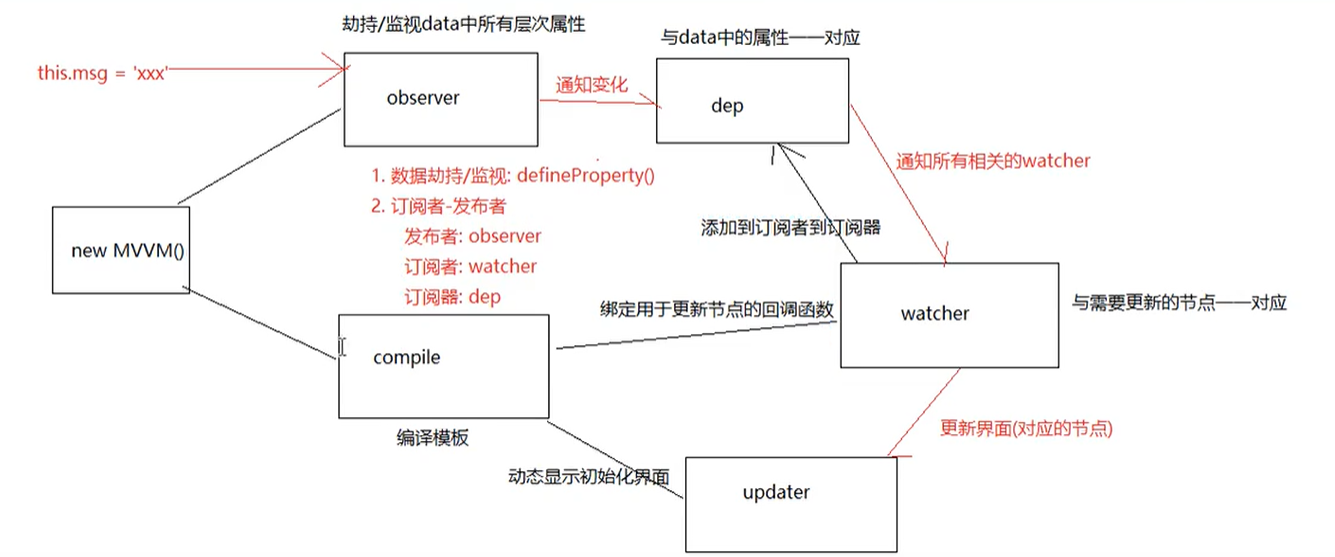 劫持/监视data中所有层次属性
与data中的属性一一对应
this.msg = 'xxx'
observer
通知变化
dep
通知所有相关的watcher
1. 数据劫持/监视: defineProperty()
2. 订阅者-发布者
发布者: observer
订阅者: watcher
订阅器: dep
添加到订阅者到订阅器
new MVVM()
绑定用于更新节点的回调函数
watcher
与需要更新的节点一一对应
compile
编译模板
更新界面(对应的节点)
动态显示初始化界面
updater